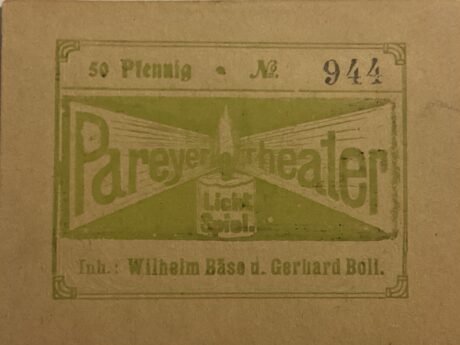 50 Pfennig • No. 944
Pareyer Theater
Licht
Spiel.
Inh.: Wilhelm Bäse u. Gerhard Boll.